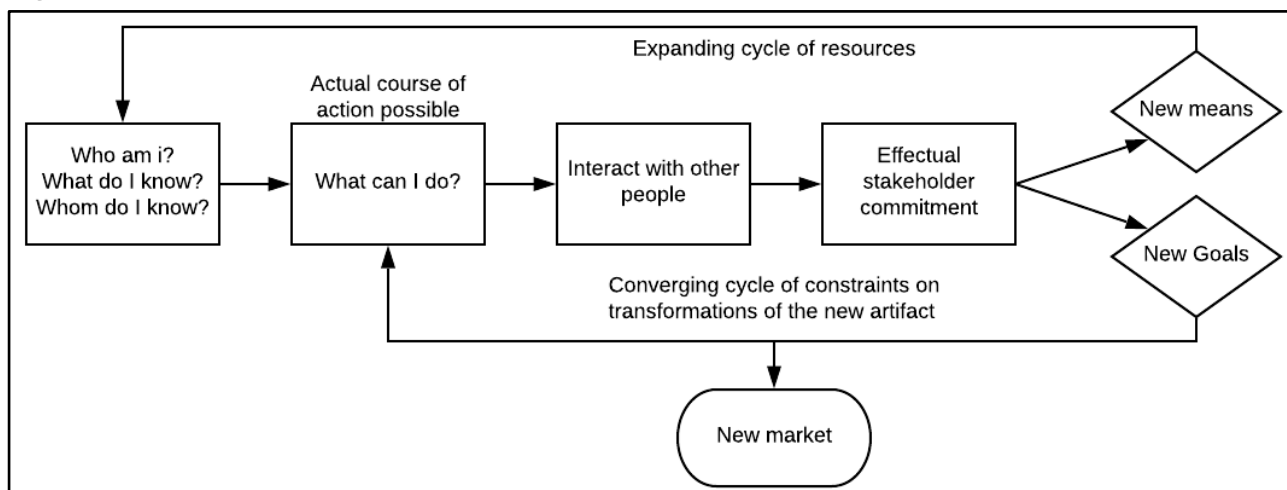 Expanding cycle of resources
Actual course of
action possible
Who am i?
What do I know?
Whom do I know?
What can I do?
Interact with other
people
Effectual
stakeholder
commitment
New means
New Goals
Converging cycle of constraints on
transformations of the new artifact
New market